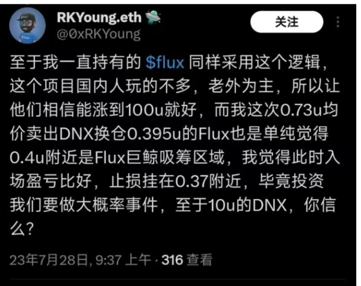 RKYoung.eth 🛸
@0xRKYoung
关注
至于我一直持有的 $flux 同样采用这个逻辑，
这个项目国内人玩的不多，老外为主，所以让
他们相信能涨到100u就好，而我这次0.73u均
价卖出DNX换仓0.395u的Flux也是单纯觉得
0.4u附近是Flux巨鲸吸筹区域，我觉得此时入
场盈亏比好，止损挂在0.37附近，毕竟投资
我们要做大概率事件，至于10u的DNX，你信
么？
23年7月28日, 9:37 上午 · 316 查看